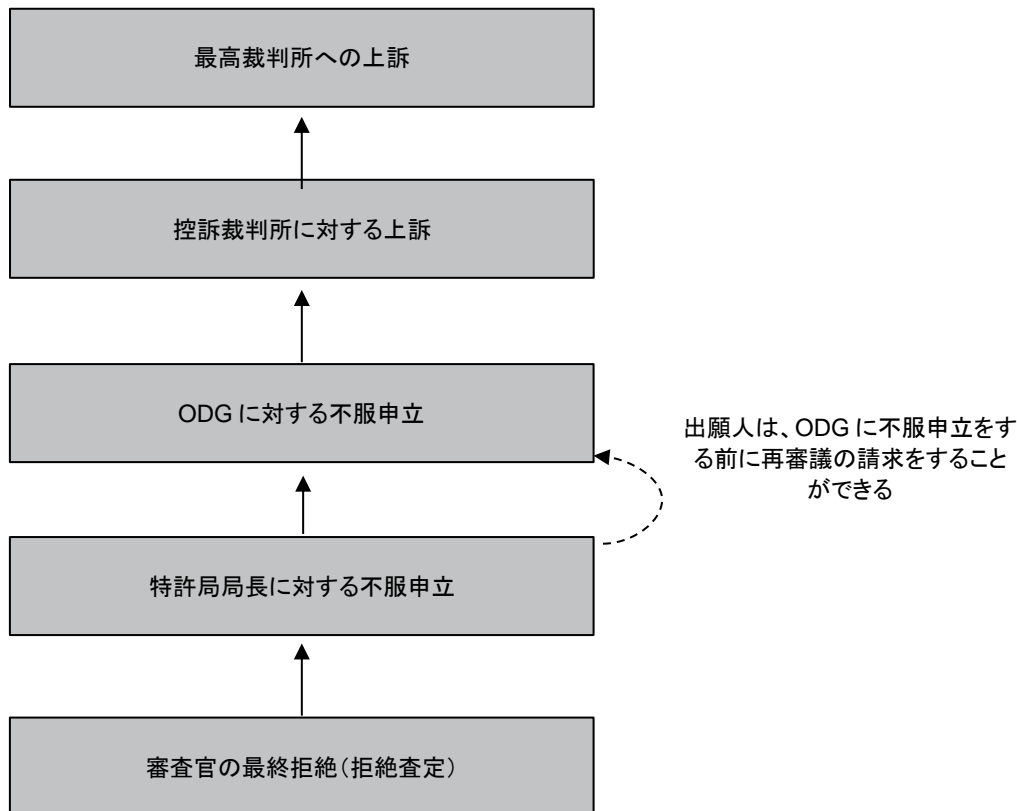 最高裁判所への上訴
控訴裁判所に対する上訴
ODG に対する不服申立
出願人は、ODG に不服申立をす
る前に再審議の請求をすること
ができる
特許局局長に対する不服申立
審査官の最終拒絶（拒絶査定）